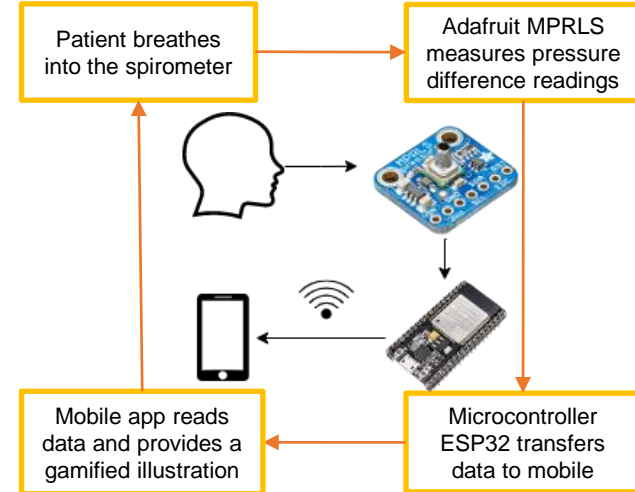 Patient breathes
into the spirometer
Adafruit MPRLS
measures pressure
difference readings
MPRLS
Mobile app reads
data and provides a
gamified illustration
Microcontroller
ESP32 transfers
data to mobile